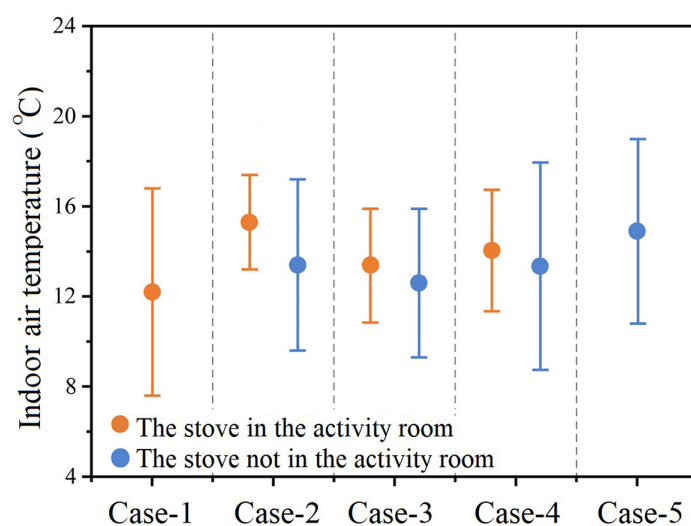 Indoor air temperature (°C)
24
20
16
12
8
4
The stove in the activity room
The stove not in the activity room
Case-1 Case-2 Case-3 Case-4 Case-5